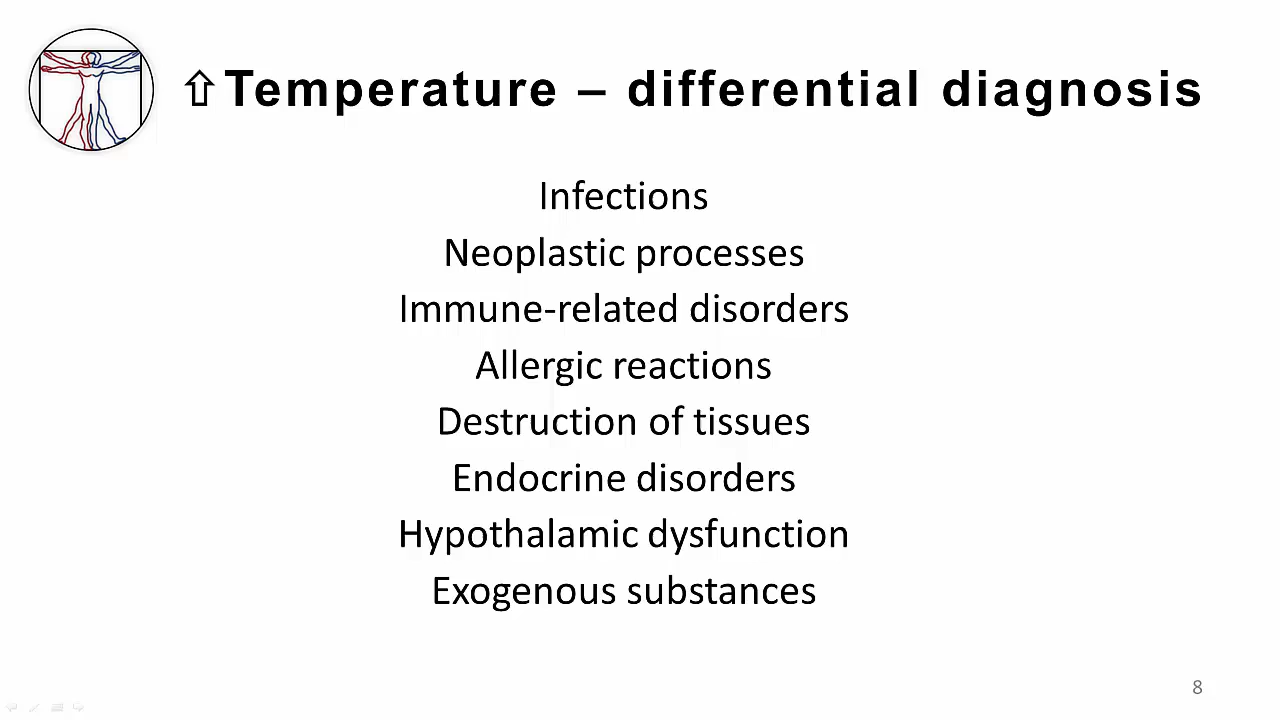 ⇧Temperature – differential diagnosis
Infections
Neoplastic processes
Immune-related disorders
Allergic reactions
Destruction of tissues
Endocrine disorders
Hypothalamic dysfunction
Exogenous substances
8